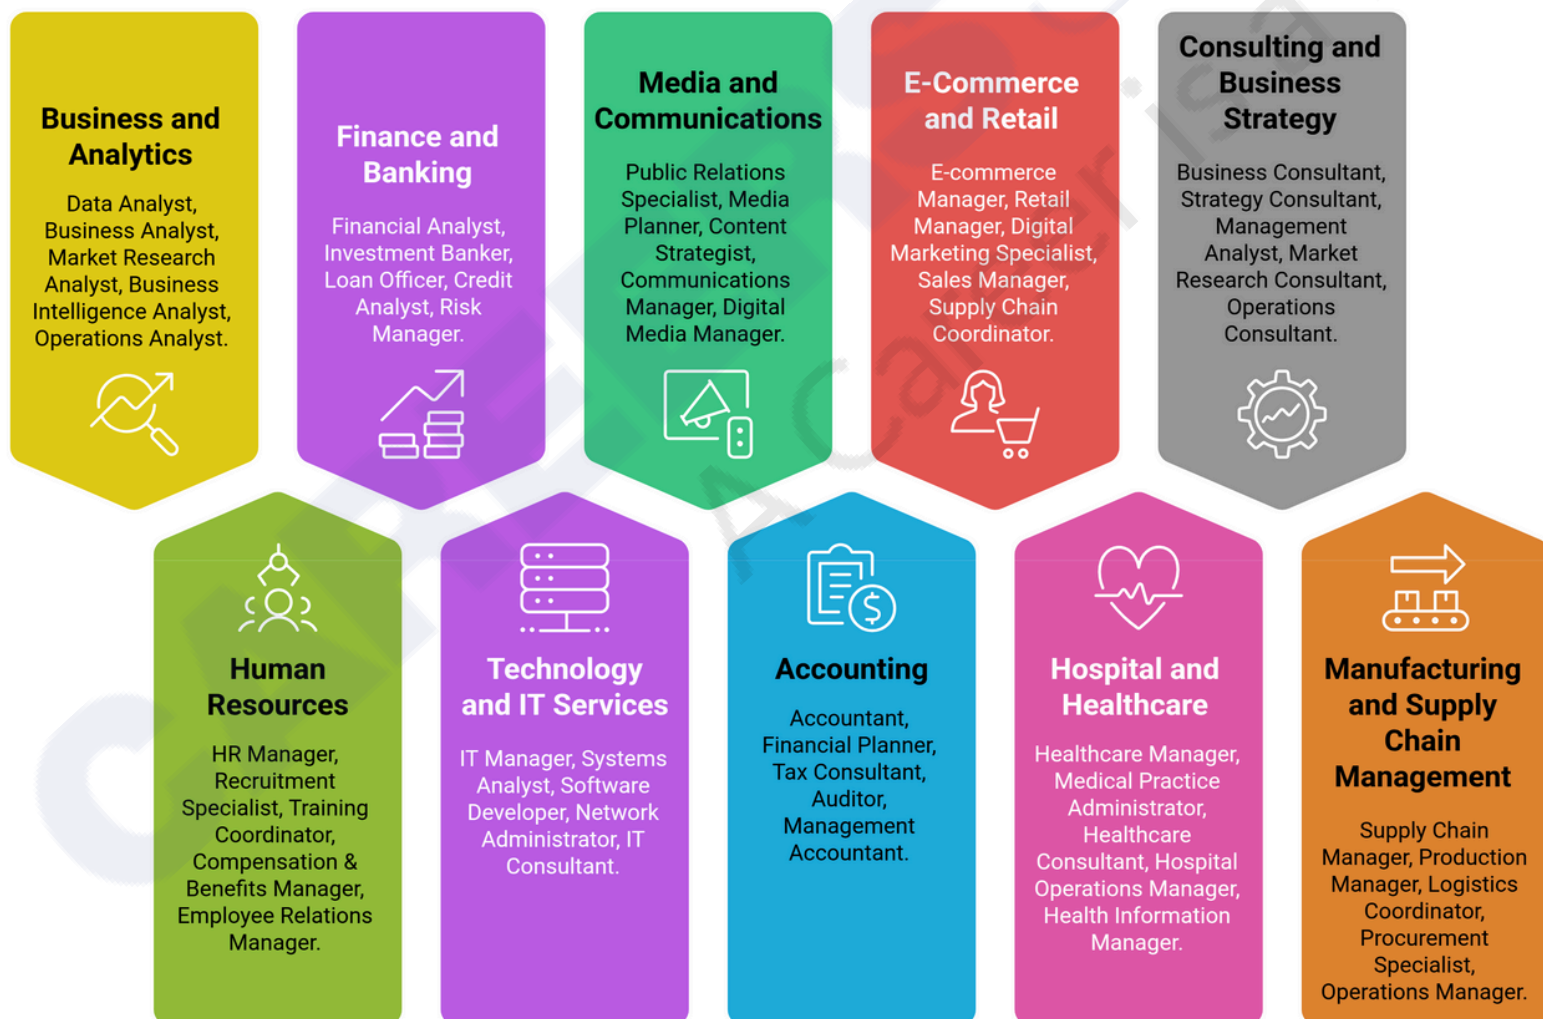 Business and
Analytics
Data Analyst,
Business Analyst,
Market Research
Analyst, Business
Intelligence Analyst,
Operations Analyst.
Finance and
Banking
Financial Analyst,
Investment Banker,
Loan Officer, Credit
Analyst, Risk
Manager.
Media and
Communications
Public Relations
Specialist, Media
Planner, Content
Strategist,
Communications
Manager, Digital
Media Manager.
E-Commerce
and Retail
E-commerce
Manager, Retail
Manager, Digital
Marketing Specialist,
Sales Manager,
Supply Chain
Coordinator.
Consulting and
Business
Strategy
Business Consultant,
Strategy Consultant,
Management
Analyst, Market
Research Consultant,
Operations
Consultant.
Human
Resources
HR Manager,
Recruitment
Specialist, Training
Coordinator,
Compensation &
Benefits Manager,
Employee Relations
Manager.
Technology
and IT Services
IT Manager, Systems
Analyst, Software
Developer, Network
Administrator, IT
Consultant.
$
Accounting
Accountant,
Financial Planner,
Tax Consultant,
Auditor,
Management
Accountant.
Hospital and
Healthcare
Healthcare Manager,
Medical Practice
Administrator,
Healthcare
Consultant, Hospital
Operations Manager,
Health Information
Manager.
Manufacturing
and Supply
Chain
Management
Supply Chain
Manager, Production
Manager, Logistics
Coordinator,
Procurement
Specialist,
Operations Manager.
CAREERS
A Career is a